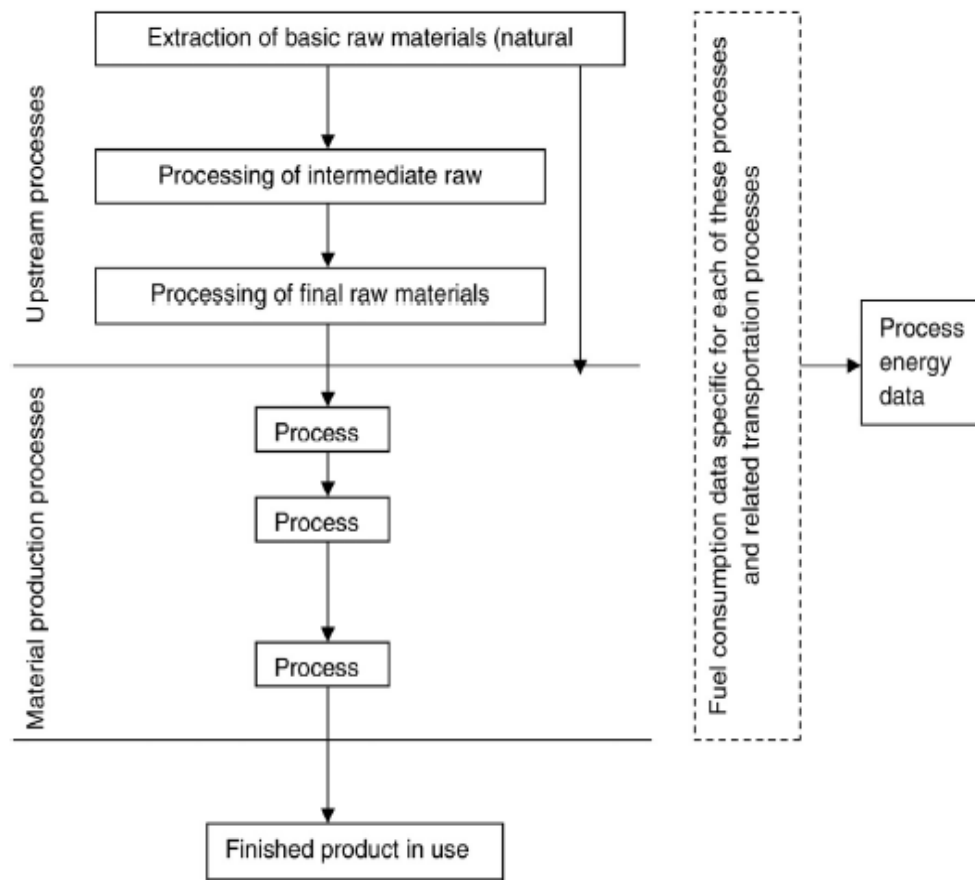 Extraction of basic raw materials (natural
Upstream processes
Processing of intermediate raw
Processing of final raw materials
Material production processes
Process
Process
Process
Finished product in use
Fuel consumption data specific for each of these processes
and related transportation processes
Process
energy
data